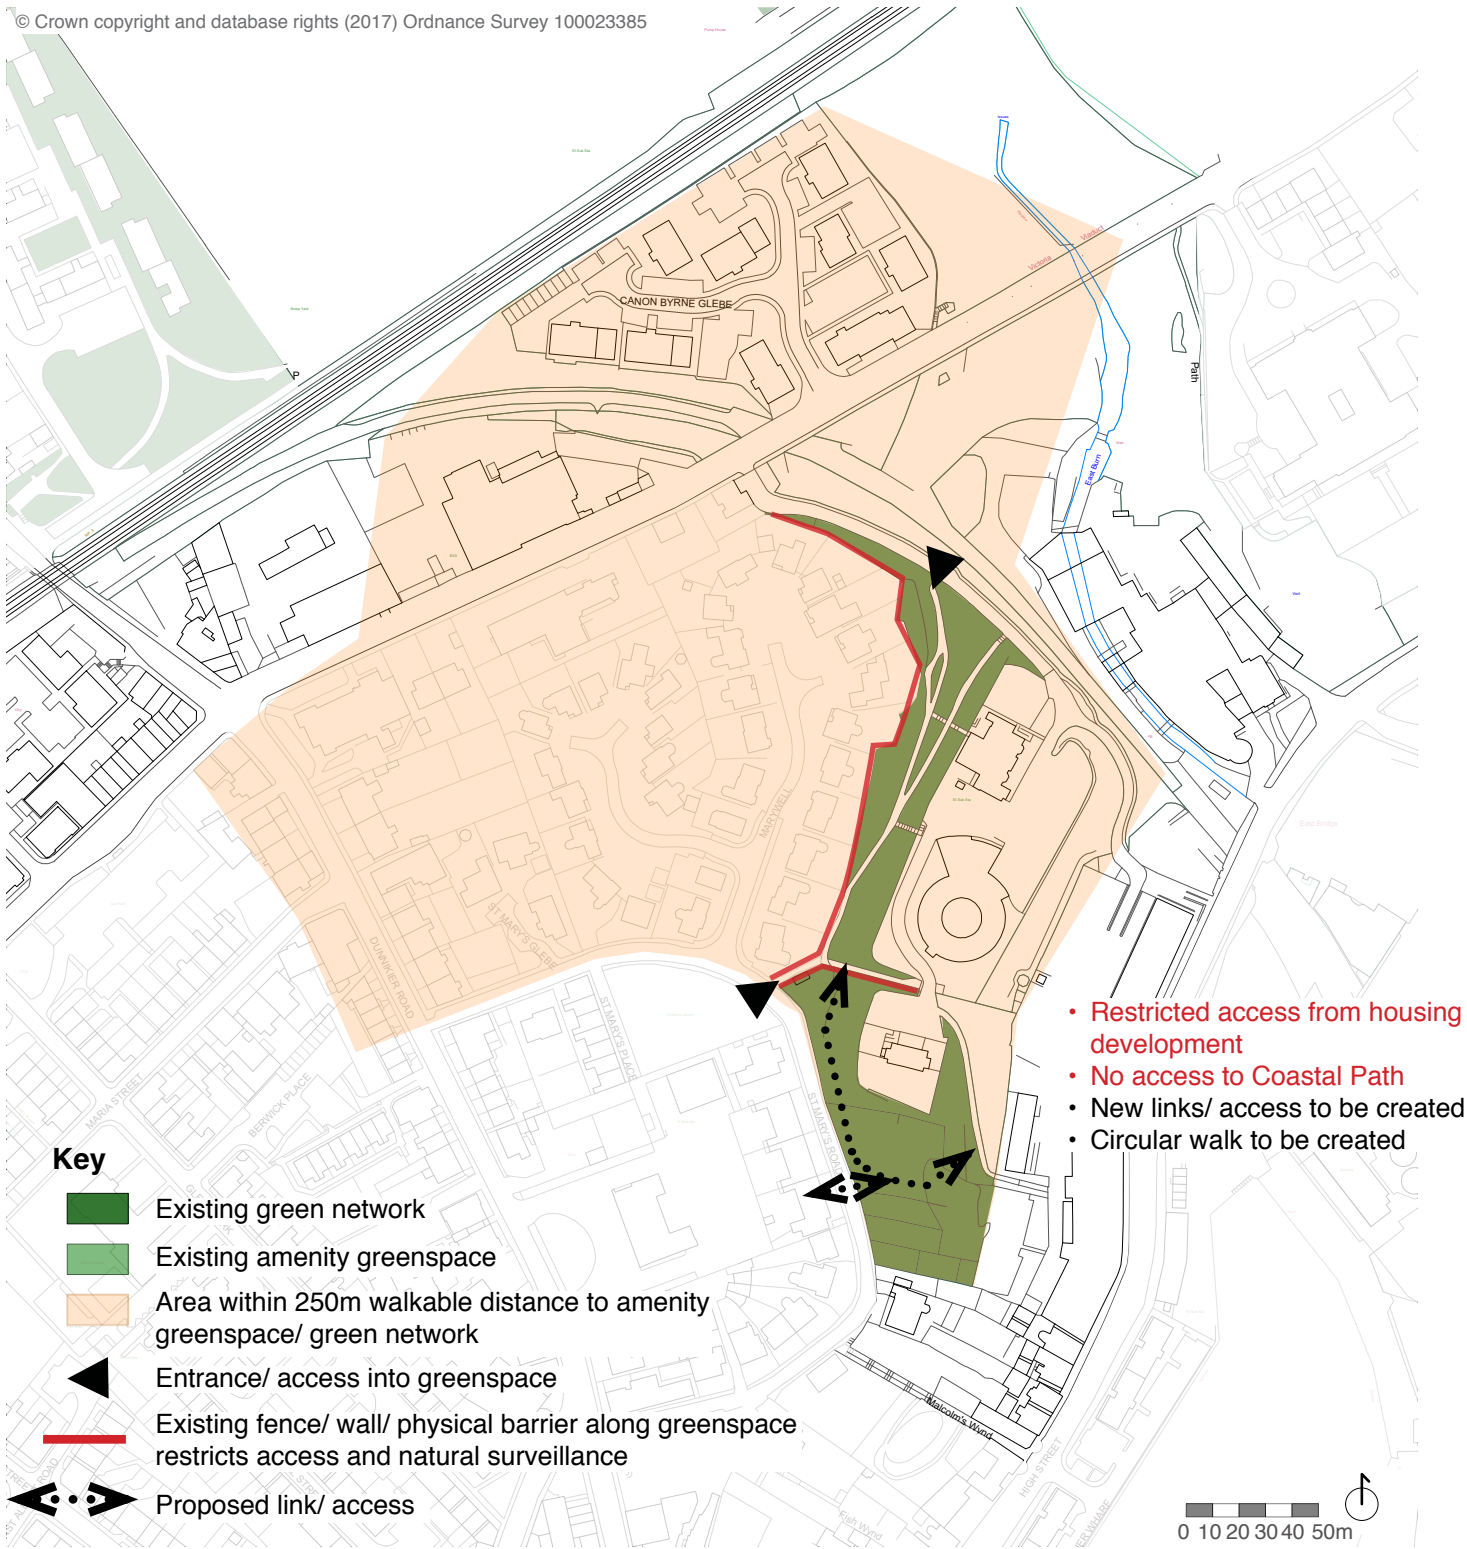 © Crown copyright and database rights (2017) Ordnance Survey 100023385
CANON BYRNE GLEBE
Victoria
Viaduct
Path
P
East Burn
MARYWELL
ST MARY'S GLEBE
DUNNIKIER ROAD
ST MARY'S PLACE
ST MARY'S ROAD
MARIA STREET
BERWICK PLACE
East Bridge
• Restricted access from housing
development
• No access to Coastal Path
• New links/ access to be created
• Circular walk to be created
Key
Existing green network
Existing amenity greenspace
Area within 250m walkable distance to amenity
greenspace/ green network
Entrance/ access into greenspace
Existing fence/ wall/ physical barrier along greenspace
restricts access and natural surveillance
Proposed link/ access
Malcolm's Wynd
HIGH STREET
Fish Wynd
0 10 20 30 40 50m